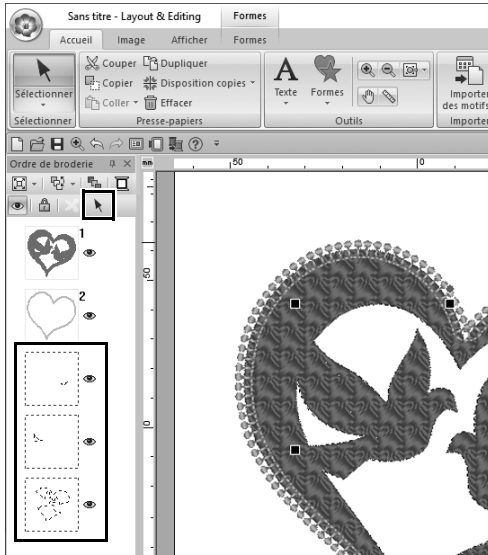 Sans titre - Layout & Editing Formes
Accueil Image Afficher Formes
Couper Dupliquer
Copier Disposition copies
Coller Effacer
Sélectionner
Texte Formes
Importer
des motifs
Sélectionner Presse-papiers Outils Importer
Ordre de broderie
mm 50 0
1
2
50
0